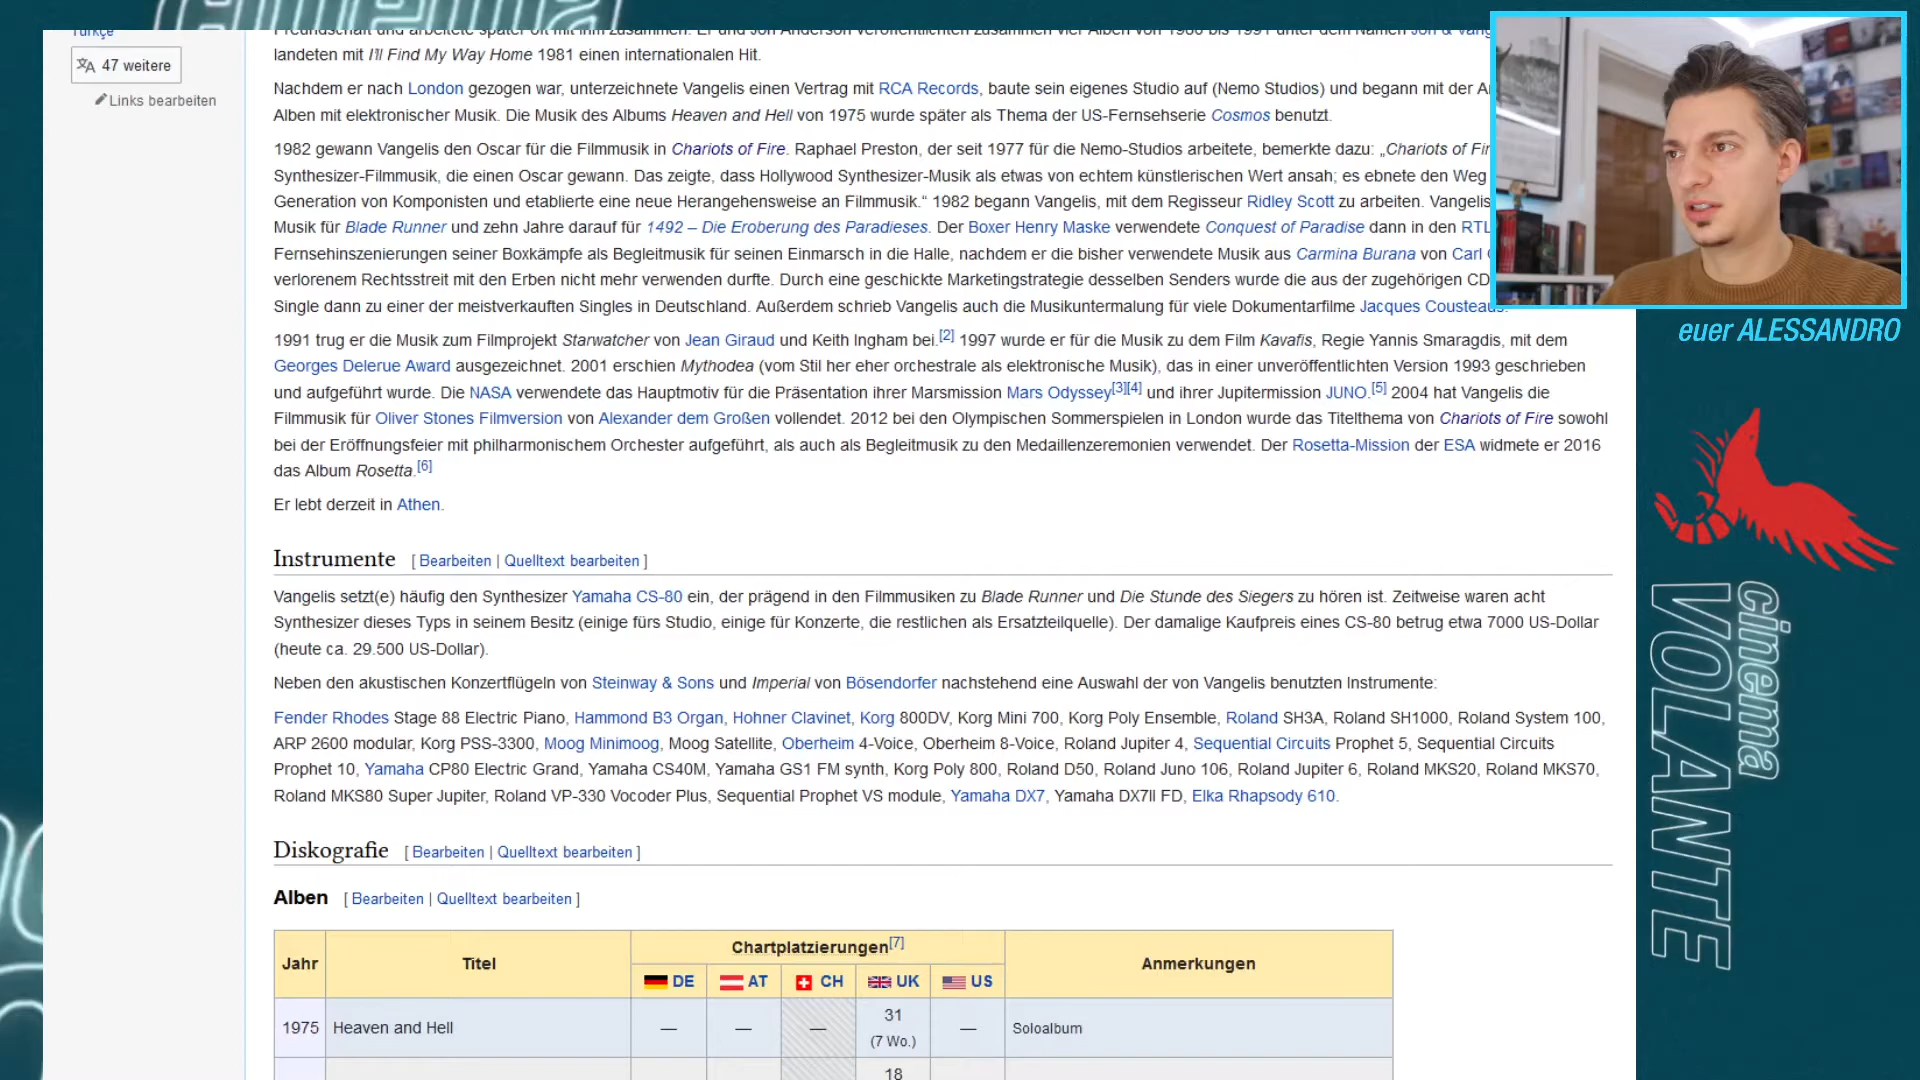 Türkçe
47 weitere
Links bearbeiten
Freundschaft und arbeitete später oft mit ihm zusammen. Er und Jon Anderson veröffentlichten zusammen vier Alben von 1980 bis 1991 unter dem Namen Jon &
landeten mit I'll Find My Way Home 1981 einen internationalen Hit.
Nachdem er nach London gezogen war, unterzeichnete Vangelis einen Vertrag mit RCA Records, baute sein eigenes Studio auf (Nemo Studios) und begann mit der
Alben mit elektronischer Musik. Die Musik des Albums Heaven and Hell von 1975 wurde später als Thema der US-Fernsehserie Cosmos benutzt.
1982 gewann Vangelis den Oscar für die Filmmusik in Chariots of Fire. Raphael Preston, der seit 1977 für die Nemo-Studios arbeitete, bemerkte dazu: „Chariots of
Synthesizer-Filmmusik, die einen Oscar gewann. Das zeigte, dass Hollywood Synthesizer-Musik als etwas von echtem künstlerischen Wert ansah; es ebnete den Weg
Generation von Komponisten und etablierte eine neue Herangehensweise an Filmmusik.“ 1982 begann Vangelis, mit dem Regisseur Ridley Scott zu arbeiten. Vangelis
Musik für Blade Runner und zehn Jahre darauf für 1492 – Die Eroberung des Paradieses. Der Boxer Henry Maske verwendete Conquest of Paradise dann in den RTL
Fernsehinszenierungen seiner Boxkämpfe als Begleitmusik für seinen Einmarsch in die Halle, nachdem er die bisher verwendete Musik aus Carmina Burana von Carl
verlorenem Rechtsstreit mit den Erben nicht mehr verwenden durfte. Durch eine geschickte Marketingstrategie desselben Senders wurde die aus der zugehörigen CD
Single dann zu einer der meistverkauften Singles in Deutschland. Außerdem schrieb Vangelis auch die Musikuntermalung für viele Dokumentarfilme Jacques Cousteaus.
1991 trug er die Musik zum Filmprojekt Starwatcher von Jean Giraud und Keith Ingham bei.[2] 1997 wurde er für die Musik zu dem Film Kavafis, Regie Yannis Smaragdis, mit dem
Georges Delerue Award ausgezeichnet. 2001 erschien Mythodea (vom Stil her eher orchestrale als elektronische Musik), das in einer unveröffentlichten Version 1993 geschrieben
und aufgeführt wurde. Die NASA verwendete das Hauptmotiv für die Präsentation ihrer Marsmission Mars Odyssey[3][4] und ihrer Jupitermission JUNO.[5] 2004 hat Vangelis die
Filmmusik für Oliver Stones Filmversion von Alexander dem Großen vollendet. 2012 bei den Olympischen Sommerspielen in London wurde das Titelthema von Chariots of Fire sowohl
bei der Eröffnungsfeier mit philharmonischem Orchester aufgeführt, als auch als Begleitmusik zu den Medaillenzeremonien verwendet. Der Rosetta-Mission der ESA widmete er 2016
das Album Rosetta.[6]
Er lebt derzeit in Athen.
Instrumente [ Bearbeiten | Quelltext bearbeiten ]
Vangelis setzt(e) häufig den Synthesizer Yamaha CS-80 ein, der prägend in den Filmmusiken zu Blade Runner und Die Stunde des Siegers zu hören ist. Zeitweise waren acht
Synthesizer dieses Typs in seinem Besitz (einige fürs Studio, einige für Konzerte, die restlichen als Ersatzteilquelle). Der damalige Kaufpreis eines CS-80 betrug etwa 7000 US-Dollar
(heute ca. 29.500 US-Dollar).
Neben den akustischen Konzertflügeln von Steinway & Sons und Imperial von Bösendorfer nachstehend eine Auswahl der von Vangelis benutzten Instrumente:
Fender Rhodes Stage 88 Electric Piano, Hammond B3 Organ, Hohner Clavinet, Korg 800DV, Korg Mini 700, Korg Poly Ensemble, Roland SH3A, Roland SH1000, Roland System 100,
ARP 2600 modular, Korg PSS-3300, Moog Minimoog, Moog Satellite, Oberheim 4-Voice, Oberheim 8-Voice, Roland Jupiter 4, Sequential Circuits Prophet 5, Sequential Circuits
Prophet 10, Yamaha CP80 Electric Grand, Yamaha CS40M, Yamaha GS1 FM synth, Korg Poly 800, Roland D50, Roland Juno 106, Roland Jupiter 6, Roland MKS20, Roland MKS70,
Roland MKS80 Super Jupiter, Roland VP-330 Vocoder Plus, Sequential Prophet VS module, Yamaha DX7, Yamaha DX7II FD, Elka Rhapsody 610.
Diskografie [ Bearbeiten | Quelltext bearbeiten ]
Alben [ Bearbeiten | Quelltext bearbeiten ]
Jahr Titel Chartplatzierungen[7] Anmerkungen
DE AT CH UK US
1975 Heaven and Hell — — — 31 (7 Wo.) — Soloalbum
18
euer ALESSANDRO
cinema
VOLANTE